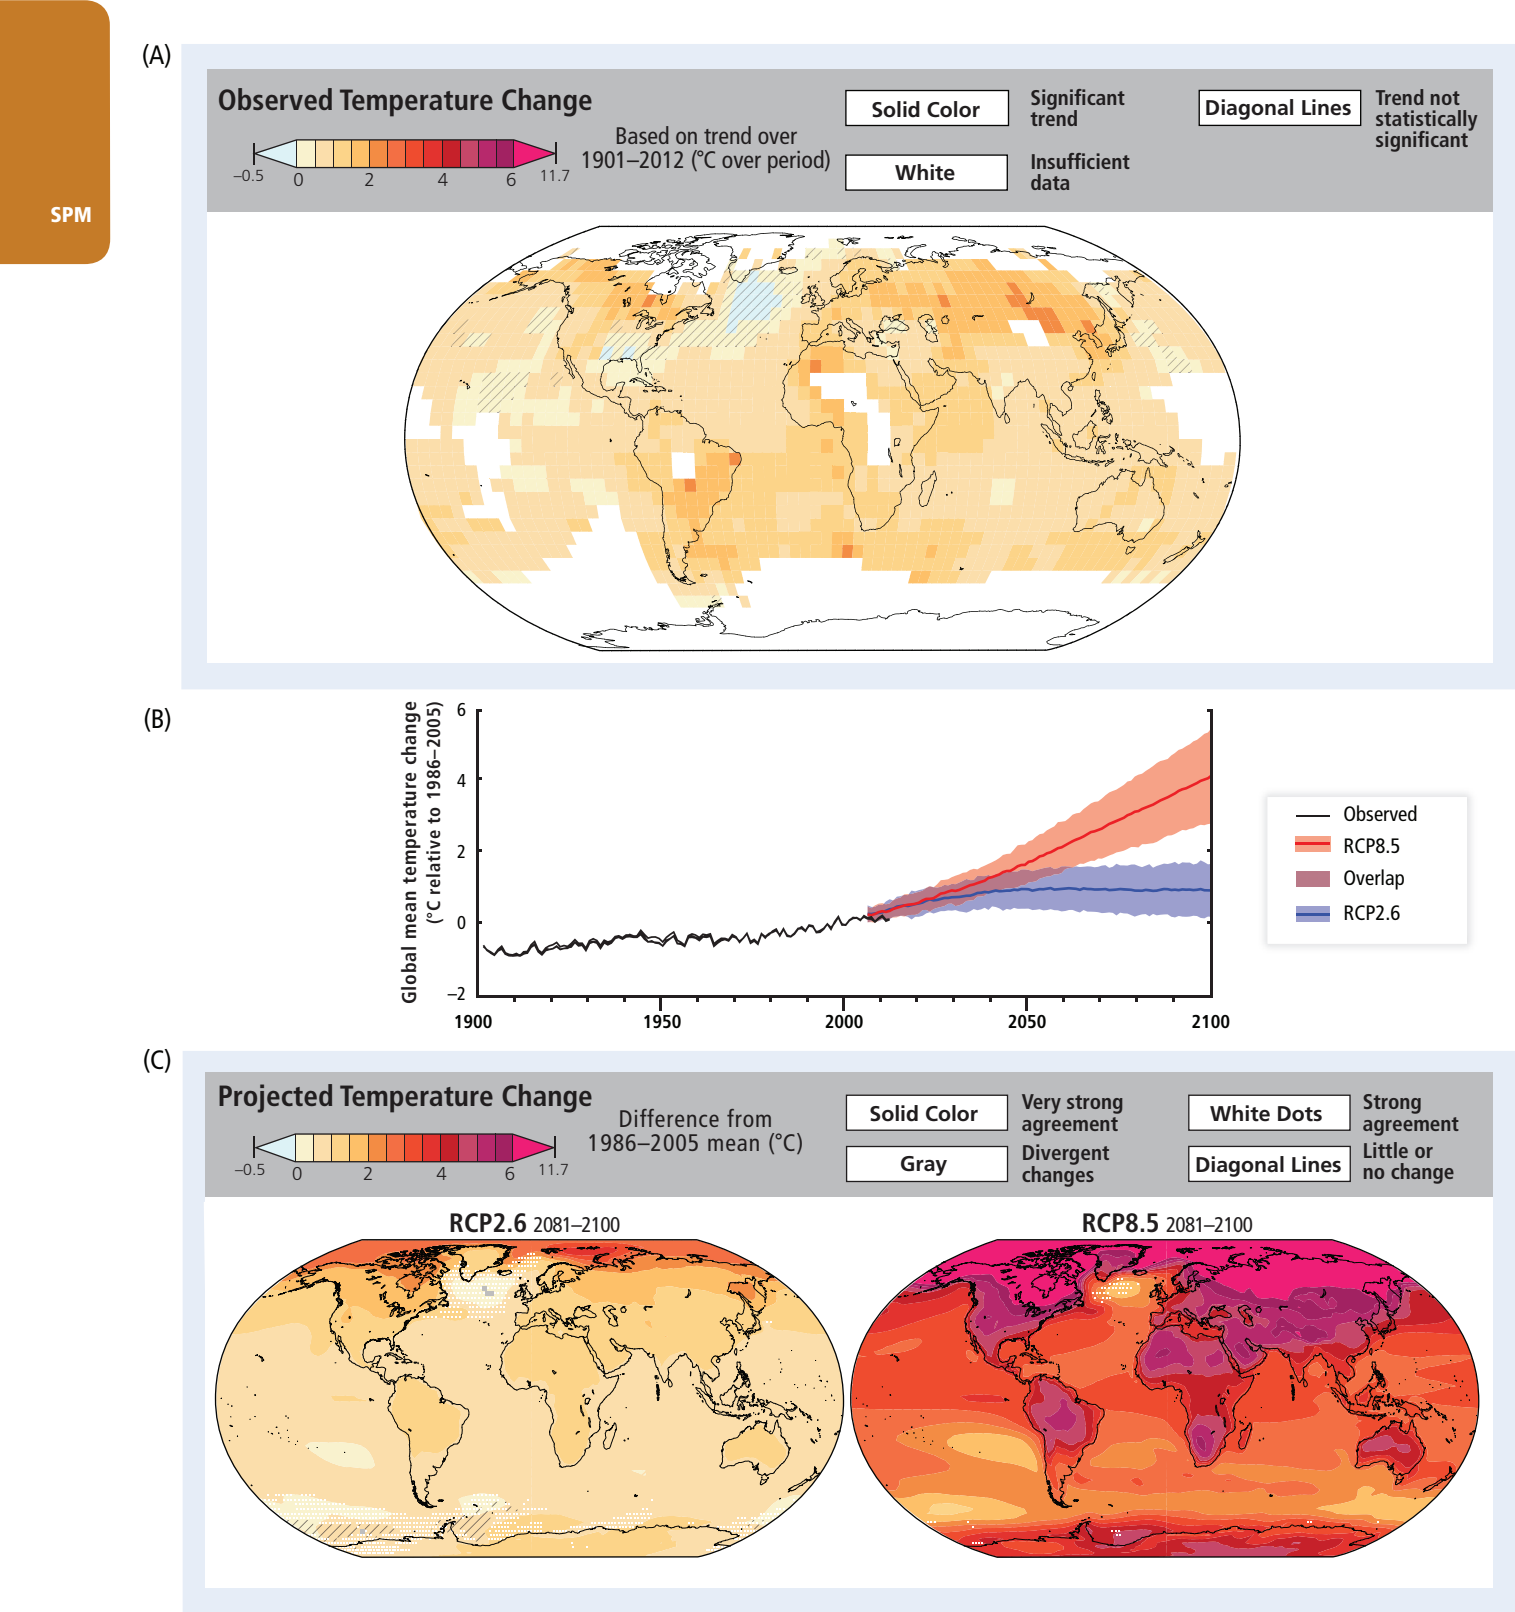 SPM
(A)
Observed Temperature Change
Based on trend over
1901–2012 (°C over period)
–0.5 0 2 4 6 11.7
Solid Color
Significant
trend
White
Insufficient
data
Diagonal Lines
Trend not
statistically
significant
(B)
Global mean temperature change
(°C relative to 1986–2005)
6
4
2
0
–2
1900 1950 2000 2050 2100
Observed
RCP8.5
Overlap
RCP2.6
(C)
Projected Temperature Change
Difference from
1986–2005 mean (°C)
–0.5 0 2 4 6 11.7
Solid Color
Very strong
agreement
Gray
Divergent
changes
White Dots
Strong
agreement
Diagonal Lines
Little or
no change
RCP2.6 2081–2100
RCP8.5 2081–2100